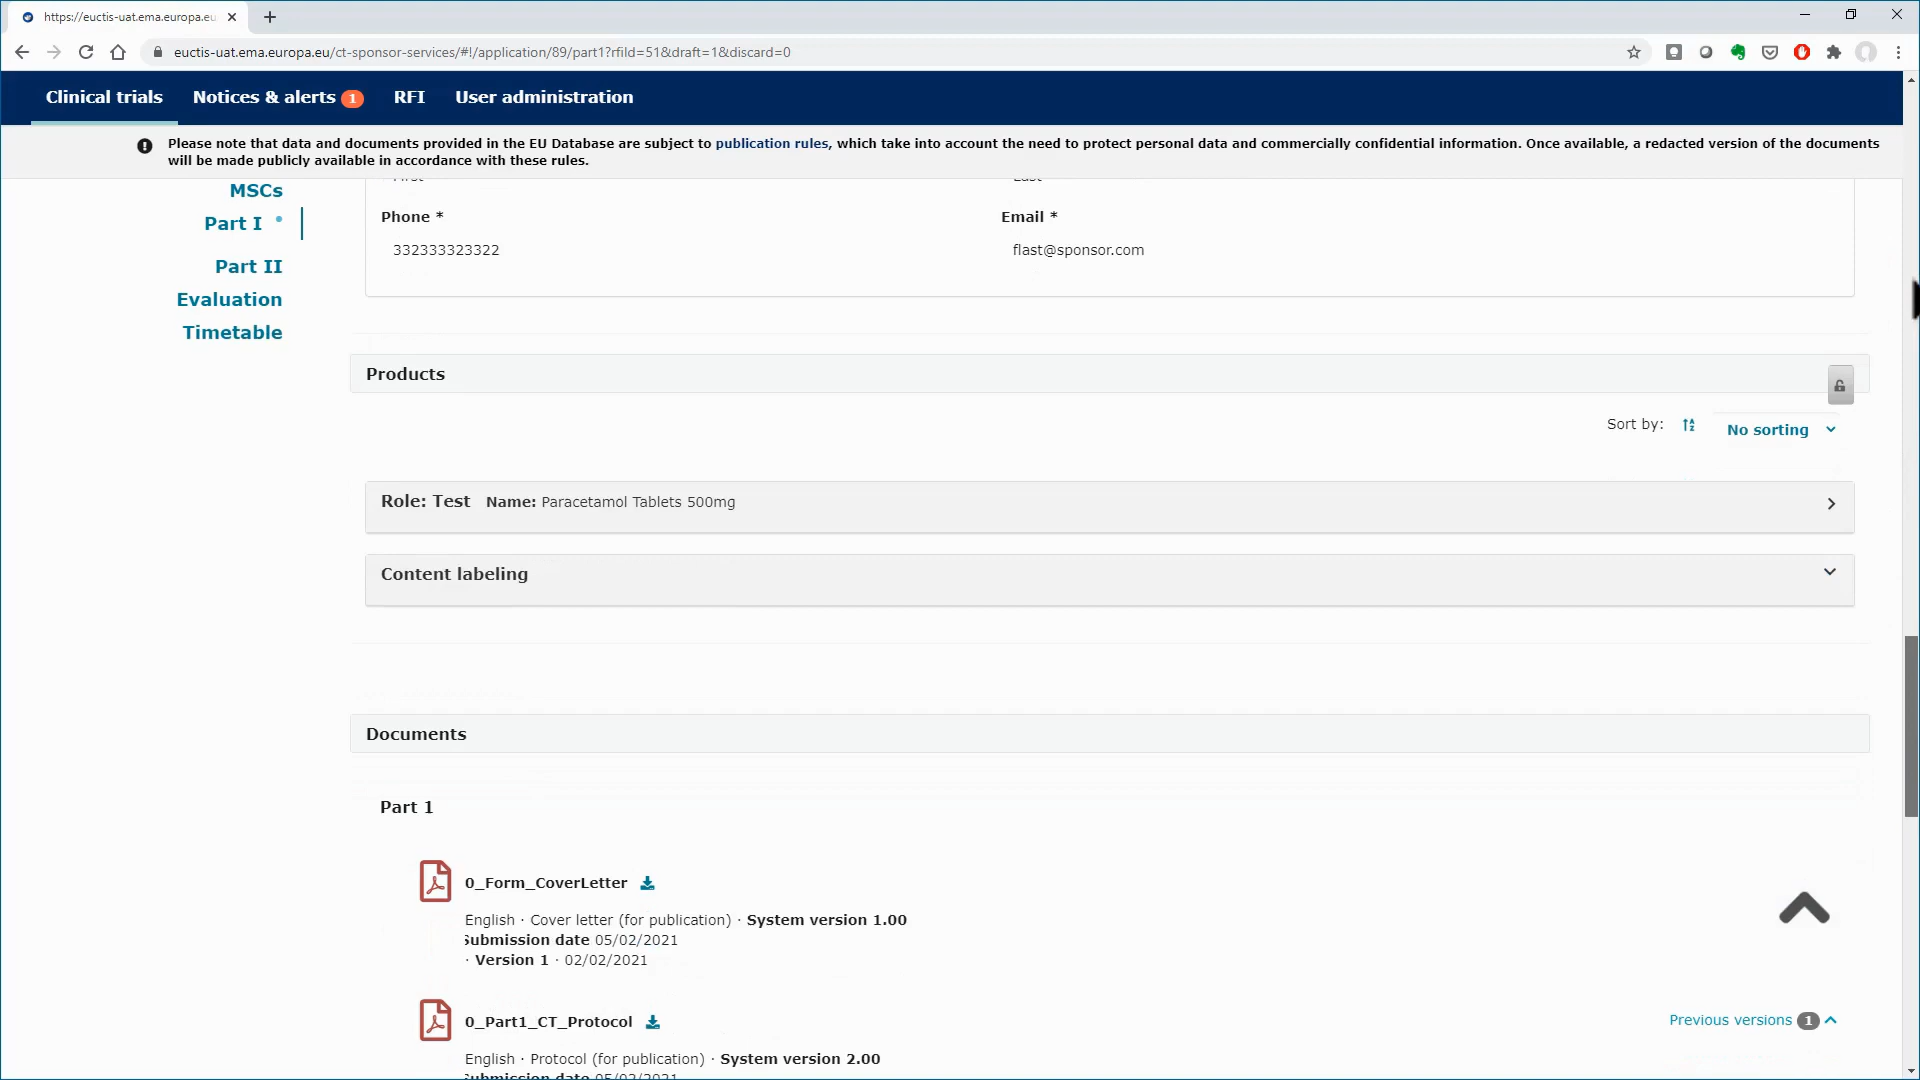 https://euctis-uat.ema.europa.eu
euctis-uat.ema.europa.eu/ct-sponsor-services/#!/application/89/part1?rfiId=51&draft=1&discard=0
Clinical trials Notices & alerts 1 RFI User administration
Please note that data and documents provided in the EU Database are subject to publication rules, which take into account the need to protect personal data and commercially confidential information. Once available, a redacted version of the documents
will be made publicly available in accordance with these rules.
MSCs
Part I
Part II
Evaluation
Timetable
First Last
Phone * Email *
332333323322 flast@sponsor.com
Products
Sort by: No sorting
Role: Test Name: Paracetamol Tablets 500mg
Content labeling
Documents
Part 1
0_Form_CoverLetter
English · Cover letter (for publication) · System version 1.00
Submission date 05/02/2021
· Version 1 · 02/02/2021
0_Part1_CT_Protocol
Previous versions 1
English · Protocol (for publication) · System version 2.00
Submission date 05/02/2021